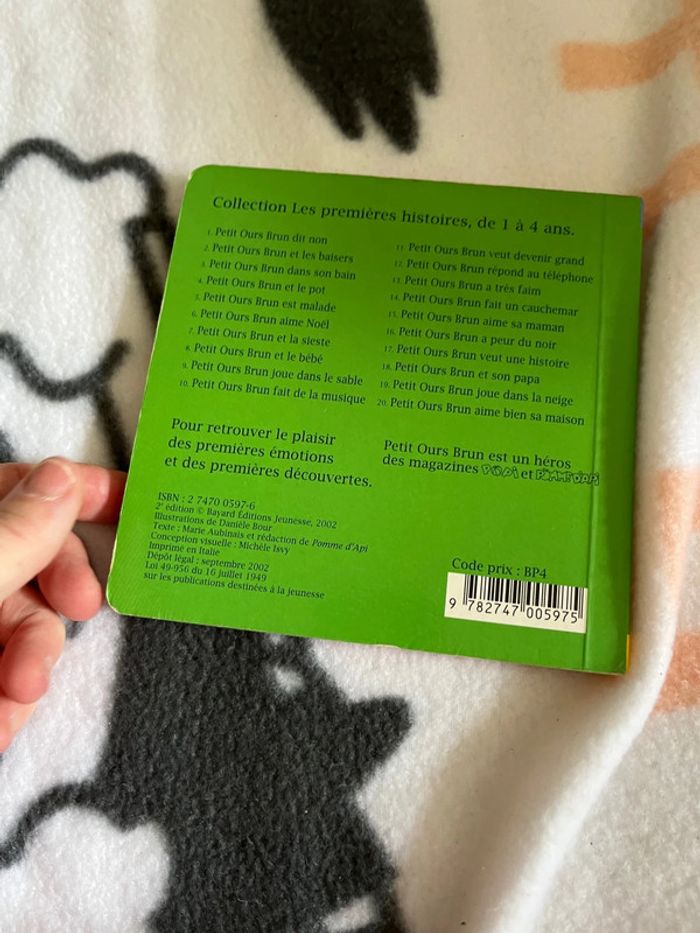 Collection Les premières histoires, de 1 à 4 ans.
1. Petit Ours Brun dit non
2. Petit Ours Brun et les baisers
3. Petit Ours Brun dans son bain
4. Petit Ours Brun et le pot
5. Petit Ours Brun est malade
6. Petit Ours Brun aime Noël
7. Petit Ours Brun et la sieste
8. Petit Ours Brun et le bébé
9. Petit Ours Brun joue dans le sable
10. Petit Ours Brun fait de la musique
11. Petit Ours Brun veut devenir grand
12. Petit Ours Brun répond au téléphone
13. Petit Ours Brun a très faim
14. Petit Ours Brun fait un cauchemar
15. Petit Ours Brun aime sa maman
16. Petit Ours Brun a peur du noir
17. Petit Ours Brun veut une histoire
18. Petit Ours Brun et son papa
19. Petit Ours Brun joue dans la neige
20. Petit Ours Brun aime bien sa maison
Pour retrouver le plaisir
des premières émotions
et des premières découvertes.
Petit Ours Brun est un héros
des magazines POPI et POMME D'API
ISBN : 2 7470 0597-6
2e édition © Bayard Éditions Jeunesse, 2002
Illustrations de Danièle Bour
Texte : Marie Aubinais et rédaction de Pomme d'Api
Conception visuelle : Michèle Isvy
Imprimé en Italie
Dépôt légal : septembre 2002
Loi 49-956 du 16 juillet 1949
sur les publications destinées à la jeunesse
Code prix : BP4
9 782747 005975